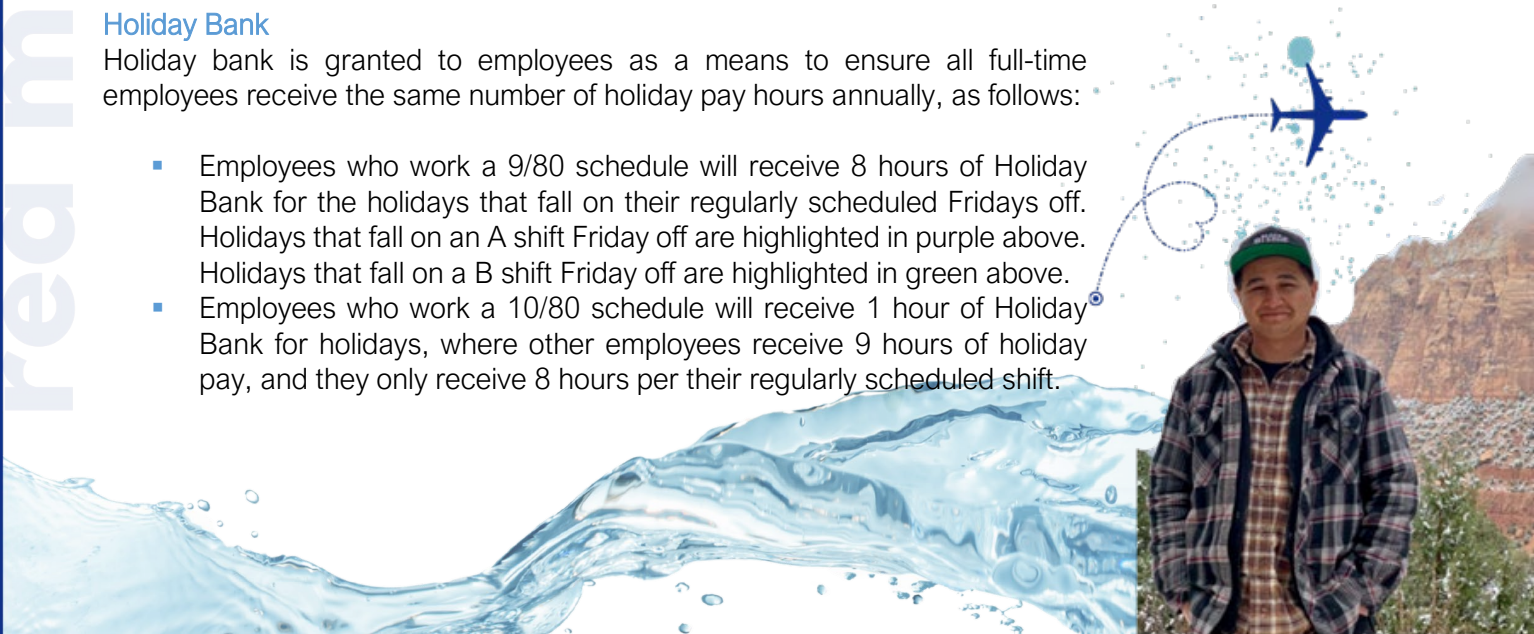 Holiday Bank
Holiday bank is granted to employees as a means to ensure all full-time
employees receive the same number of holiday pay hours annually, as follows:
▪ Employees who work a 9/80 schedule will receive 8 hours of Holiday
Bank for the holidays that fall on their regularly scheduled Fridays off.
Holidays that fall on an A shift Friday off are highlighted in purple above.
Holidays that fall on a B shift Friday off are highlighted in green above.
▪ Employees who work a 10/80 schedule will receive 1 hour of Holiday
Bank for holidays, where other employees receive 9 hours of holiday
pay, and they only receive 8 hours per their regularly scheduled shift.
rea m